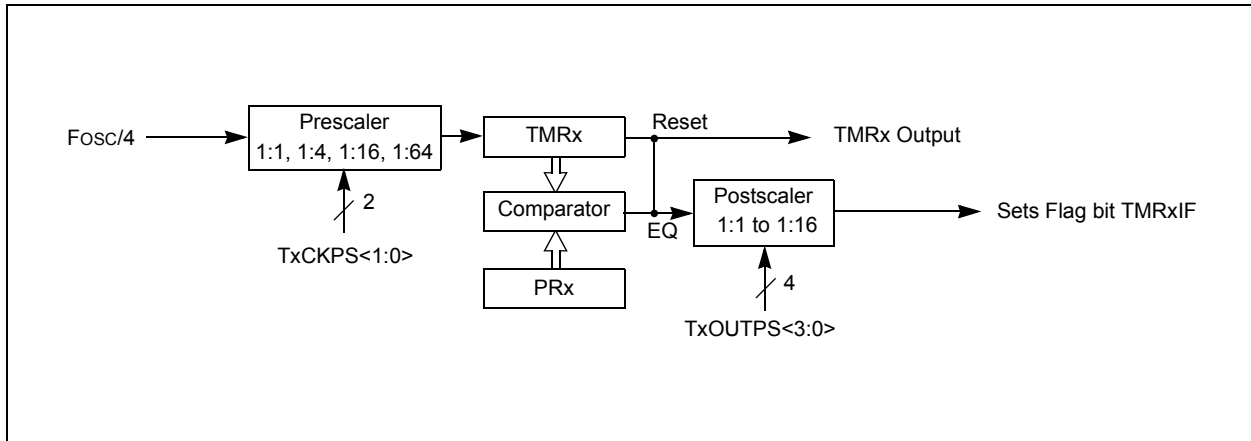 FOSC/4
Prescaler
1:1, 1:4, 1:16, 1:64
2
TxCKPS<1:0>
TMRx
Reset
TMRx Output
Comparator
EQ
PRx
Postscaler
1:1 to 1:16
Sets Flag bit TMRxIF
4
TxOUTPS<3:0>